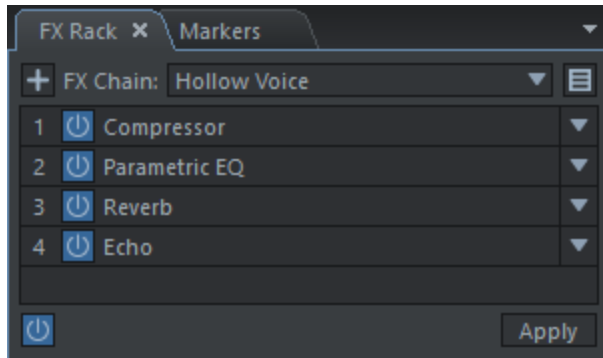 FX Rack Markers
FX Chain: Hollow Voice
1 Compressor
2 Parametric EQ
3 Reverb
4 Echo
Apply